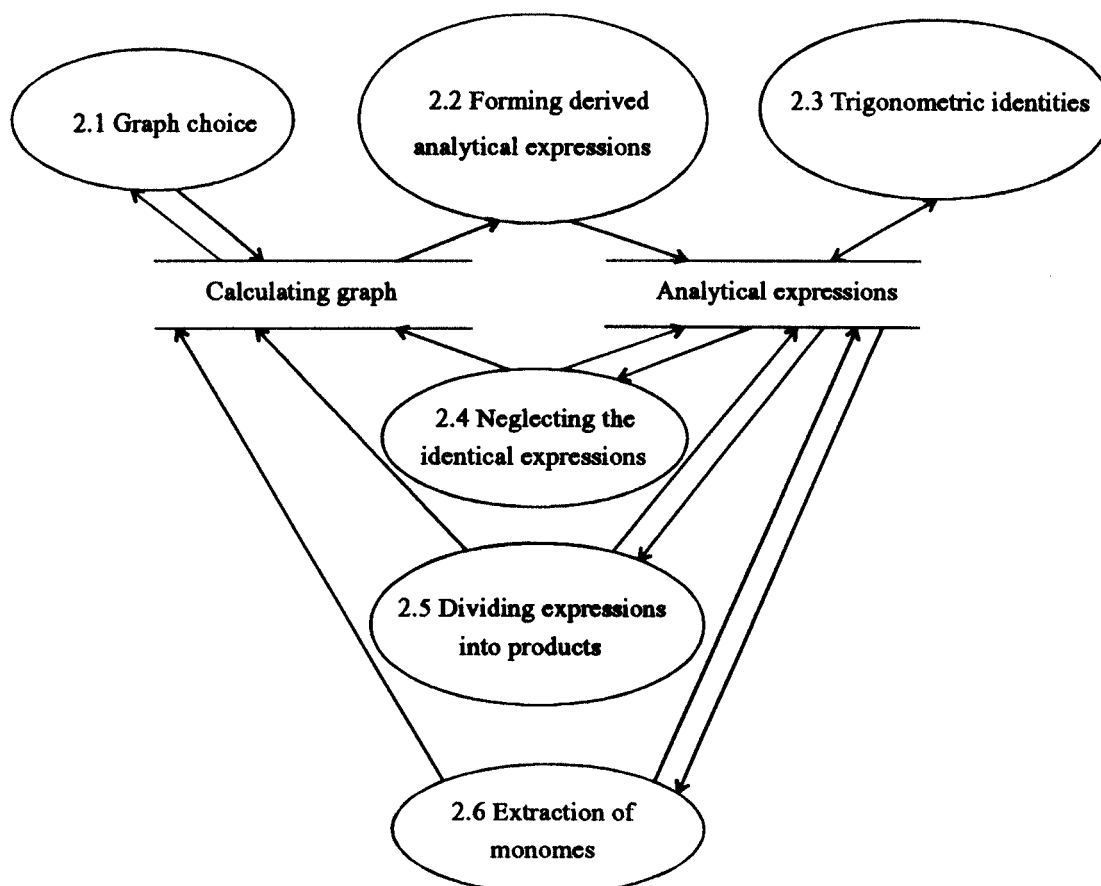 2.1 Graph choice
2.2 Forming derived
analytical expressions
2.3 Trigonometric identities
Calculating graph
Analytical expressions
2.4 Neglecting the
identical expressions
2.5 Dividing expressions
into products
2.6 Extraction of
monomes